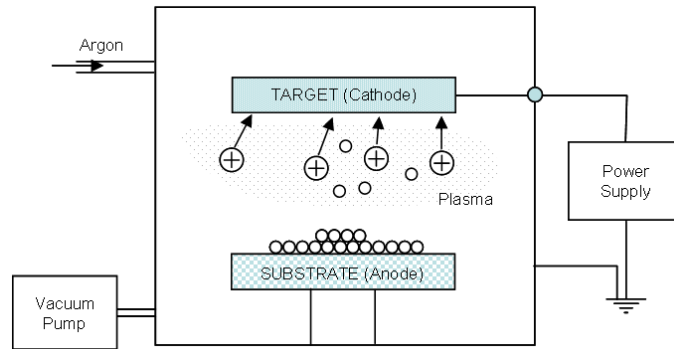 Argon
TARGET (Cathode)
+ + + +
Plasma
Power
Supply
SUBSTRATE (Anode)
Vacuum
Pump